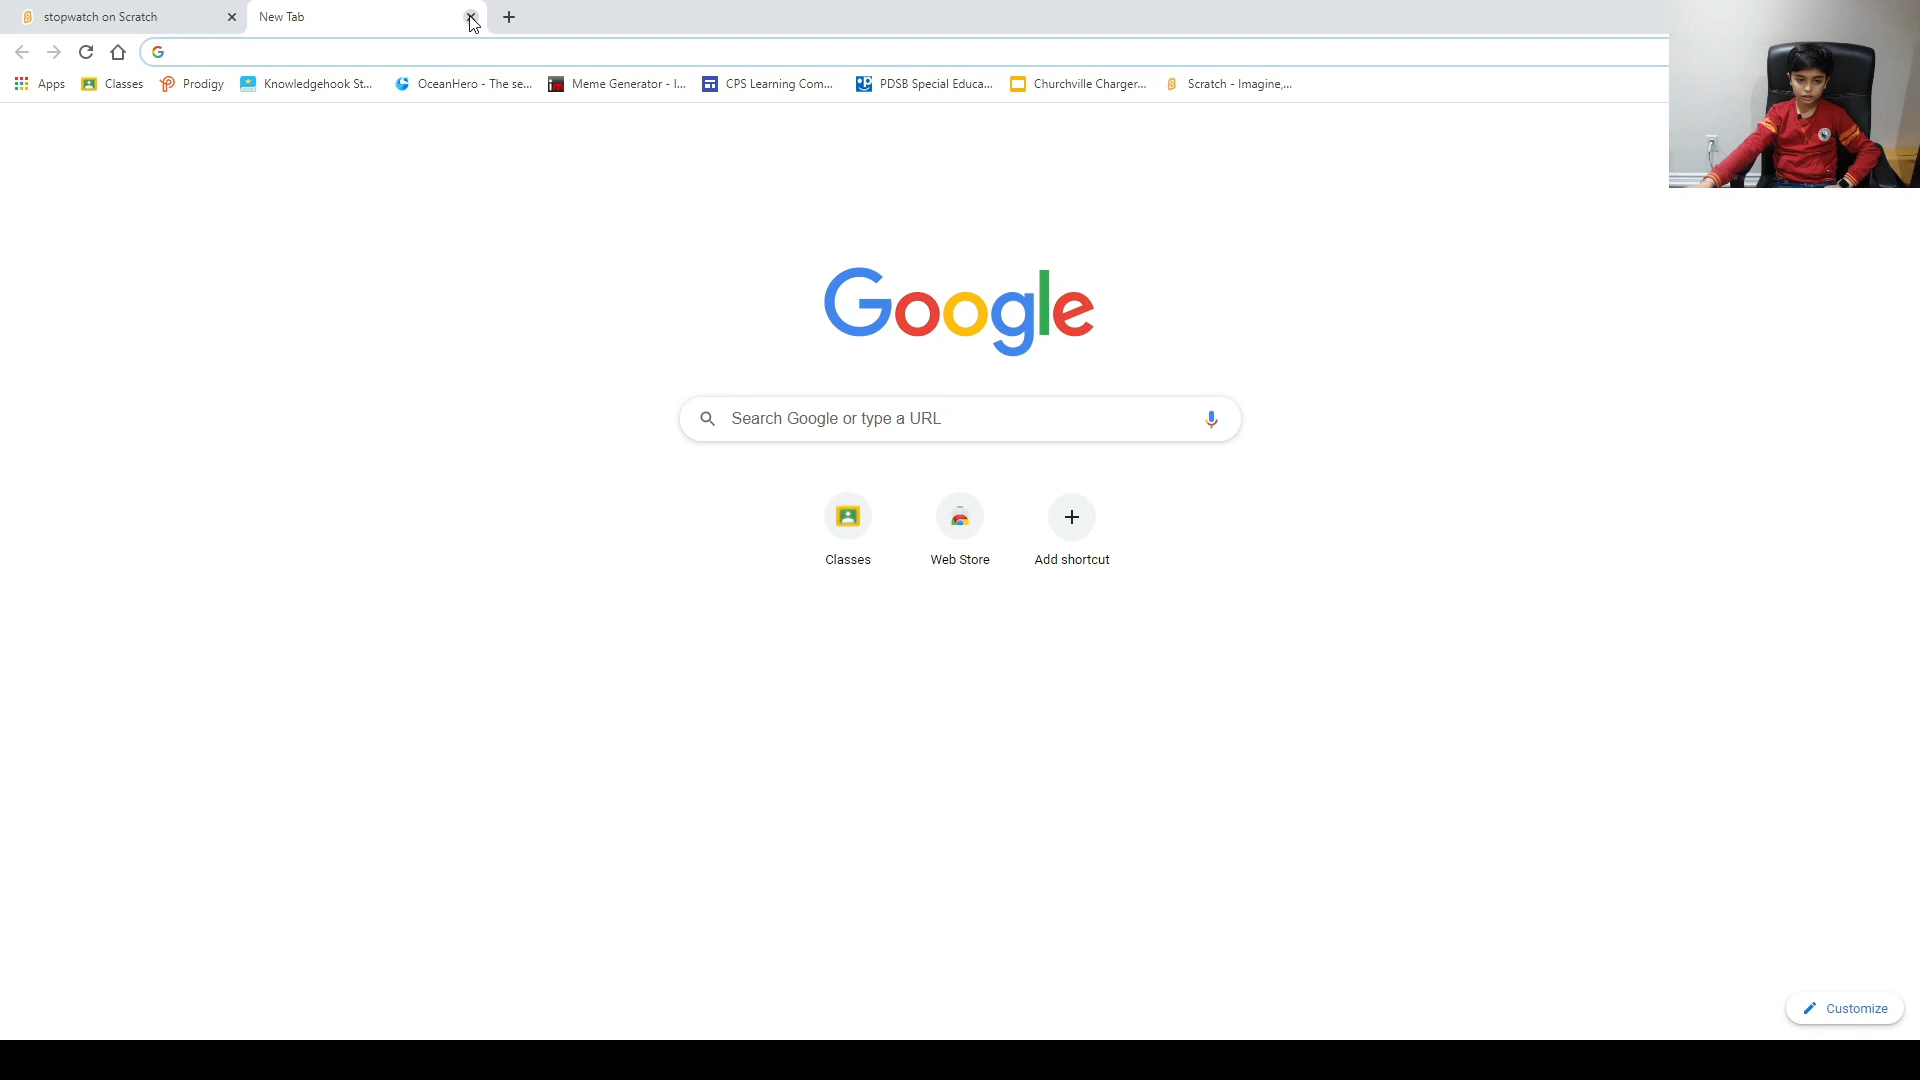 stopwatch on Scratch
New Tab
Apps
Classes
Prodigy
Knowledgehook St...
OceanHero - The se...
Meme Generator - I...
CPS Learning Com...
PDSB Special Educa...
Churchville Charger...
Scratch - Imagine,...
Google
Search Google or type a URL
Classes
Web Store
Add shortcut
Customize